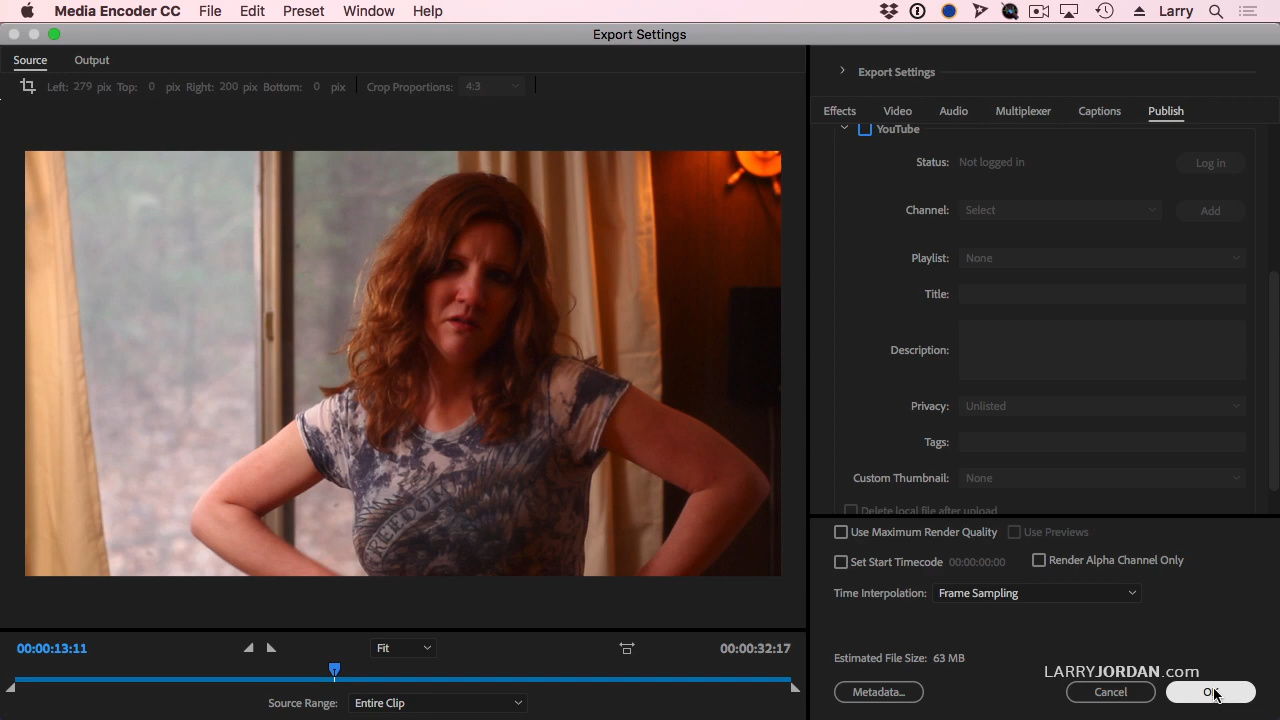 Media Encoder CC File Edit Preset Window Help Larry
Export Settings
Source Output
Left: 279 pix Top: 0 pix Right: 200 pix Bottom: 0 pix Crop Proportions: 4:3
Export Settings
Effects Video Audio Multiplexer Captions Publish
YouTube
Status: Not logged in Log in
Channel: Select Add
Playlist: None
Title:
Description:
Privacy: Unlisted
Tags:
Custom Thumbnail: None
Delete local file after upload
FREEDOM
Use Maximum Render Quality Use Previews
Set Start Timecode 00:00:00:00 Render Alpha Channel Only
Time Interpolation: Frame Sampling
00:00:13:11 Fit 00:00:32:17
Estimated File Size: 63 MB
LARRYJORDAN.com
Metadata... Cancel OK
Source Range: Entire Clip